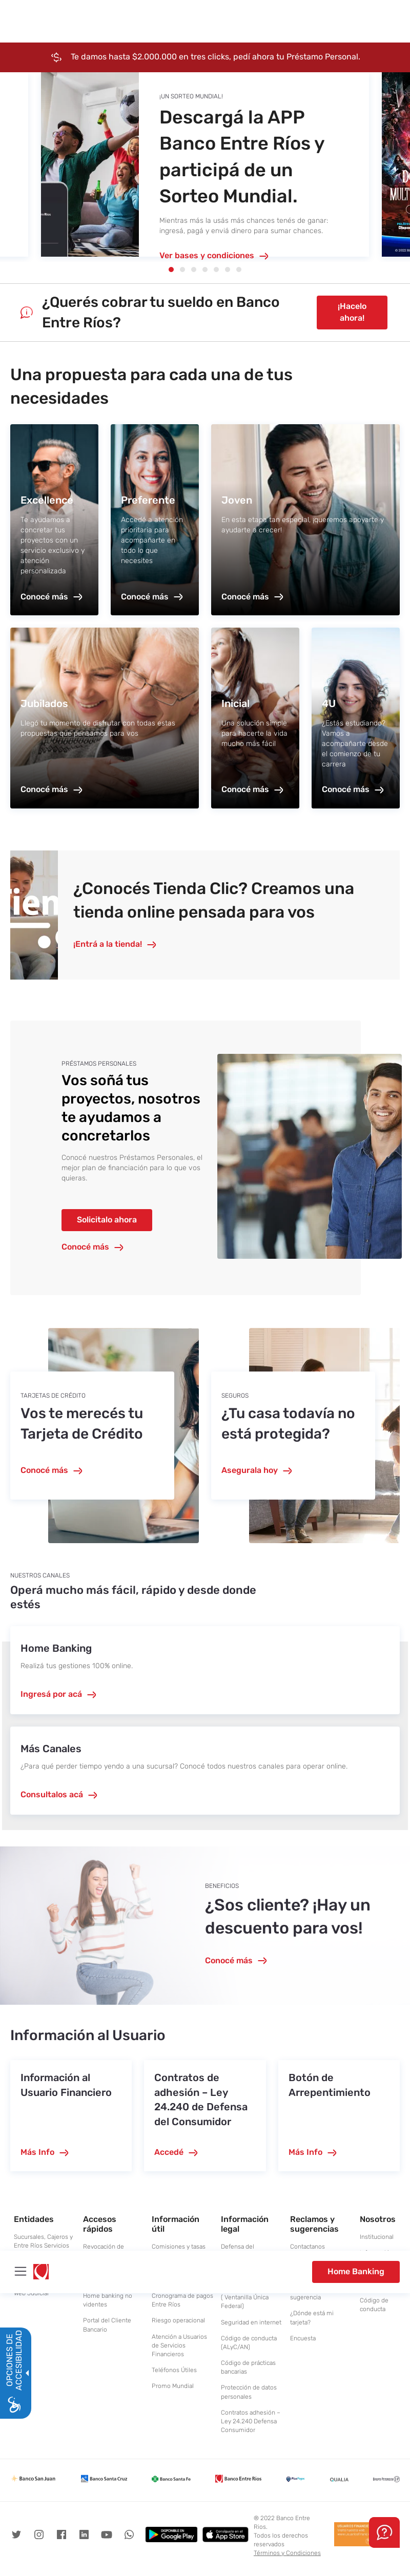 Te damos hasta $2.000.000 en tres clicks, pedí ahora tu Préstamo Personal.
¡UN SORTEO MUNDIAL!
Descargá la APP
Banco Entre Ríos y
participá de un
Sorteo Mundial.
Mientras más la usás más chances tenés de ganar:
ingresá, pagá y enviá dinero para sumar chances.
Ver bases y condiciones
¿Querés cobrar tu sueldo en Banco
Entre Ríos?
¡Hacelo
ahora!
Una propuesta para cada una de tus
necesidades
Excellence
Te ayudamos a
concretar tus
proyectos con un
servicio exclusivo y
atención
personalizada
Conocé más
Preferente
Accedé a atención
prioritaria para
acompañarte en
todo lo que
necesites
Conocé más
Joven
En esta etapa tan especial, ¡queremos apoyarte y
ayudarte a crecer!
Conocé más
Jubilados
Llegó tu momento de disfrutar con todas estas
propuestas que pensamos para vos
Conocé más
Inicial
Una solución simple
para hacerte la vida
mucho más fácil
Conocé más
4U
¿Estás estudiando?
Vamos a
acompañarte desde
el comienzo de tu
carrera
Conocé más
¿Conocés Tienda Clic? Creamos una
tienda online pensada para vos
¡Entrá a la tienda!
PRÉSTAMOS PERSONALES
Vos soñá tus
proyectos, nosotros
te ayudamos a
concretarlos
Conocé nuestros Préstamos Personales, el
mejor plan de financiación para lo que vos
quieras.
Solicitalo ahora
Conocé más
TARJETAS DE CRÉDITO
Vos te merecés tu
Tarjeta de Crédito
Conocé más
SEGUROS
¿Tu casa todavía no
está protegida?
Asegurala hoy
NUESTROS CANALES
Operá mucho más fácil, rápido y desde donde
estés
Home Banking
Realizá tus gestiones 100% online.
Ingresá por acá
Más Canales
¿Para qué perder tiempo yendo a una sucursal? Conocé todos nuestros canales para operar online.
Consultalos acá
BENEFICIOS
¿Sos cliente? ¡Hay un
descuento para vos!
Conocé más
Información al Usuario
Información al
Usuario Financiero
Más Info
Contratos de
adhesión – Ley
24.240 de Defensa
del Consumidor
Accedé
Botón de
Arrepentimiento
Más Info
Entidades
Sucursales, Cajeros y
Entre Ríos Servicios
Accesos
rápidos
Revocación de
Home banking no
videntes
Portal del Cliente
Bancario
Información
útil
Comisiones y tasas
Cronograma de pagos
Entre Ríos
Riesgo operacional
Atención a Usuarios
de Servicios
Financieros
Teléfonos Útiles
Promo Mundial
Información
legal
Defensa del
( Ventanilla Única
Federal)
Seguridad en internet
Código de conducta
(ALyC/AN)
Código de prácticas
bancarias
Protección de datos
personales
Contratos adhesión –
Ley 24.240 Defensa
Consumidor
Reclamos y
sugerencias
Contactanos
sugerencia
¿Dónde está mi
tarjeta?
Encuesta
Nosotros
Institucional
Código de
conducta
Home Banking
OPCIONES DE
ACCESIBILIDAD
Banco San Juan
Banco Santa Cruz
Banco Santa Fe
Banco Entre Ríos
QUALIA
DISPONIBLE EN
Google Play
Consíguelo en el
App Store
© 2022 Banco Entre
Ríos.
Todos los derechos
reservados
Términos y Condiciones